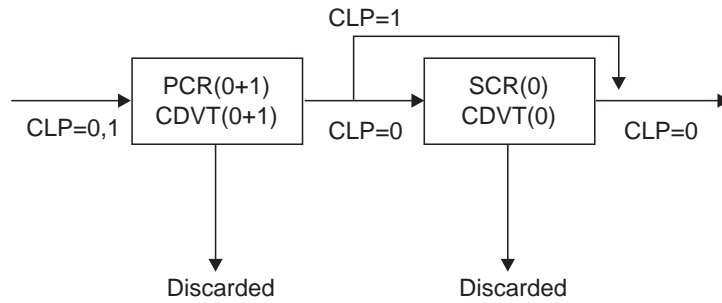 CLP=1
PCR(0+1)
CDVT(0+1)
SCR(0)
CDVT(0)
CLP=0,1
CLP=0
CLP=0
Discarded
Discarded